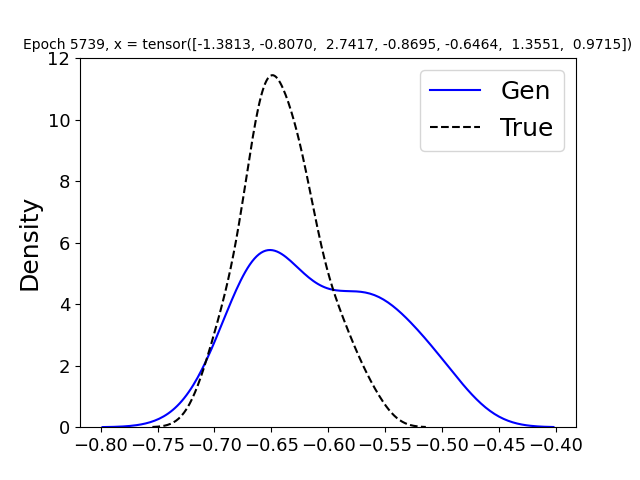 Epoch 5739, x = tensor([-1.3813, -0.8070,  2.7417, -0.8695, -0.6464,  1.3551,  0.9715])
12
10
8
6
4
2
0
Density
Gen
True
−0.80 −0.75 −0.70 −0.65 −0.60 −0.55 −0.50 −0.45 −0.40